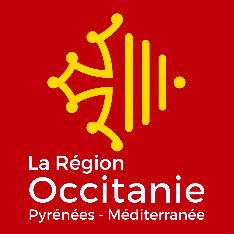 La Région
Occitanie
Pyrénées - Méditerranée